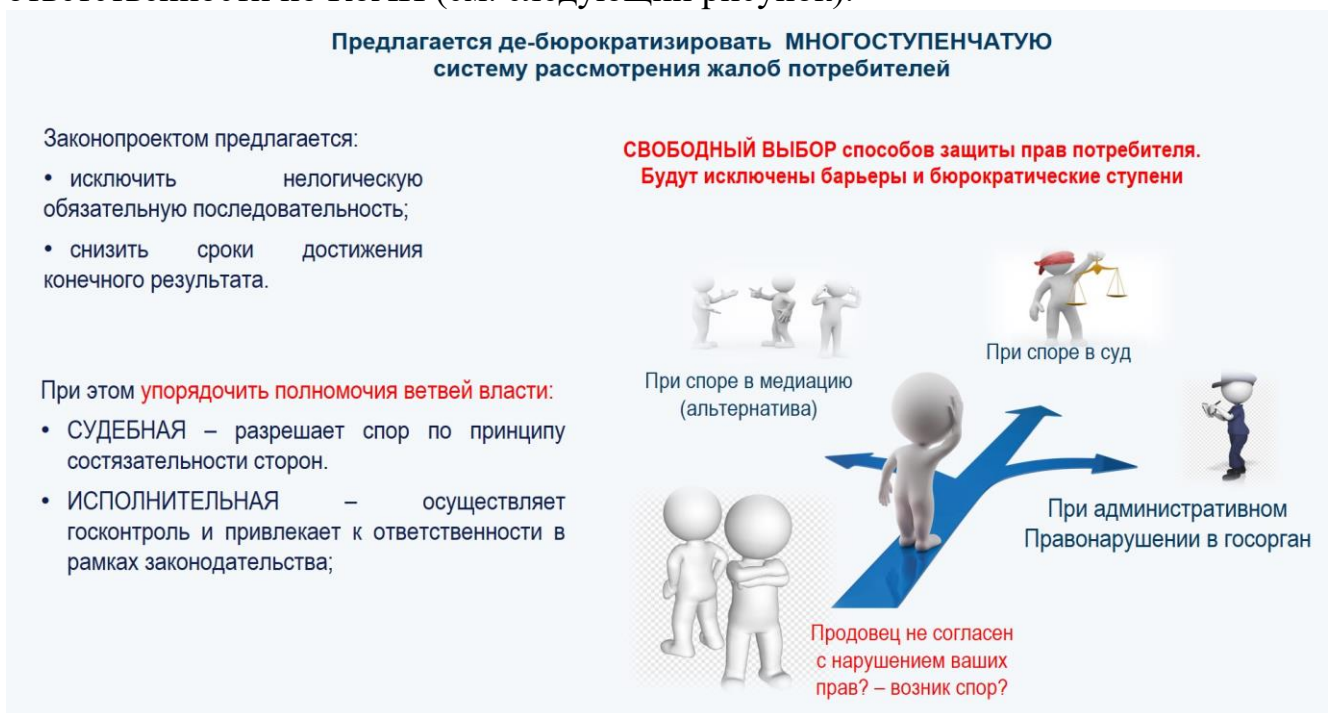 Предлагается де-бюрократизировать МНОГОСТУПЕНЧАТУЮ
систему рассмотрения жалоб потребителей
Законопроектом предлагается:
• исключить нелогическую
обязательную последовательность;
• снизить сроки достижения
конечного результата.
При этом упорядочить полномочия ветвей власти:
• СУДЕБНАЯ – разрешает спор по принципу
состязательности сторон.
• ИСПОЛНИТЕЛЬНАЯ – осуществляет
госконтроль и привлекает к ответственности в
рамках законодательства;
СВОБОДНЫЙ ВЫБОР способов защиты прав потребителя.
Будут исключены барьеры и бюрократические ступени
При споре в суд
При споре в медиацию
(альтернатива)
При административном
Правонарушении в госорган
Продовец не согласен
с нарушением ваших
прав? – возник спор?